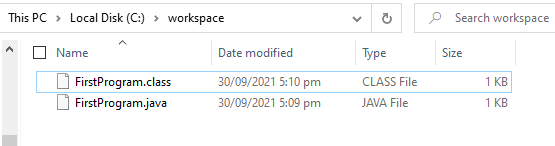 This PC > Local Disk (C:) > workspace
Search workspace
Name Date modified Type Size
FirstProgram.class 30/09/2021 5:10 pm CLASS File 1 KB
FirstProgram.java 30/09/2021 5:09 pm JAVA File 1 KB